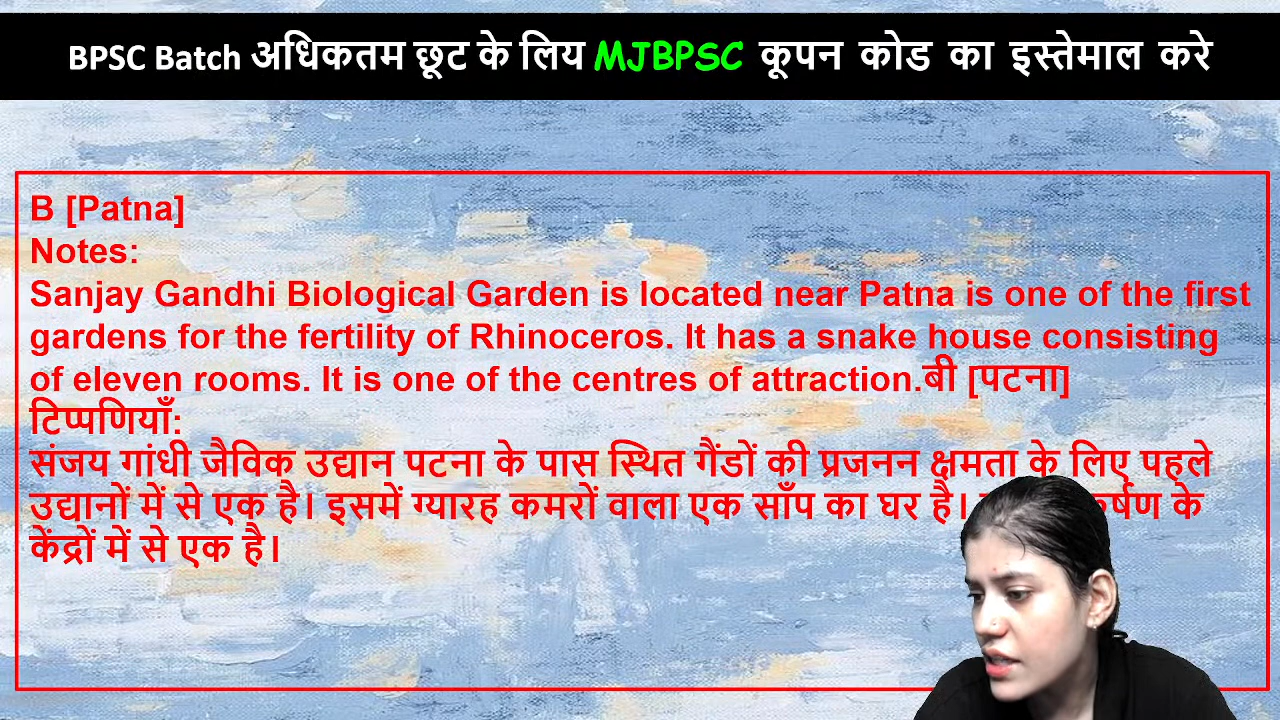 BPSC Batch अधिकतम छूट के लिय MJBPSC कूपन कोड का इस्तेमाल करे
B [Patna]
Notes:
Sanjay Gandhi Biological Garden is located near Patna is one of the first
gardens for the fertility of Rhinoceros. It has a snake house consisting
of eleven rooms. It is one of the centres of attraction.बी [पटना]
टिप्पणियाँ:
संजय गांधी जैविक उद्यान पटना के पास स्थित गैंडों की प्रजनन क्षमता के लिए पहले
उद्यानों में से एक है। इसमें ग्यारह कमरों वाला एक साँप का घर है। के
केंद्रों में से एक है।